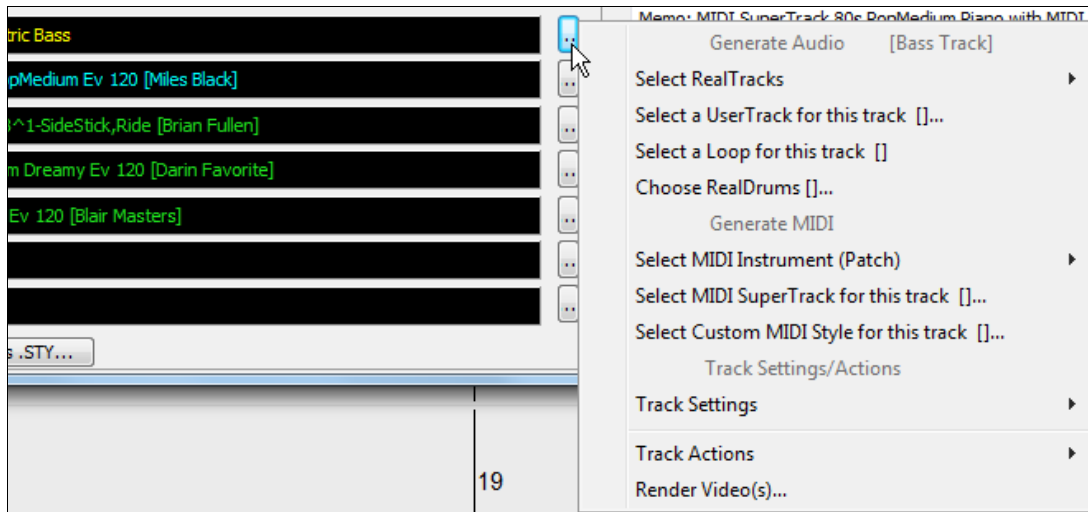 tric Bass
opMedium Ev 120 [Miles Black]
3^1-SideStick,Ride [Brian Fullen]
m Dreamy Ev 120 [Darin Favorite]
Ev 120 [Blair Masters]
s .STY...
19
Memo: MIDI SuperTrack 80s PopMedium Piano with MIDI
Generate Audio [Bass Track]
Select RealTracks
Select a UserTrack for this track []...
Select a Loop for this track []
Choose RealDrums []...
Generate MIDI
Select MIDI Instrument (Patch)
Select MIDI SuperTrack for this track []...
Select Custom MIDI Style for this track []...
Track Settings/Actions
Track Settings
Track Actions
Render Video(s)...